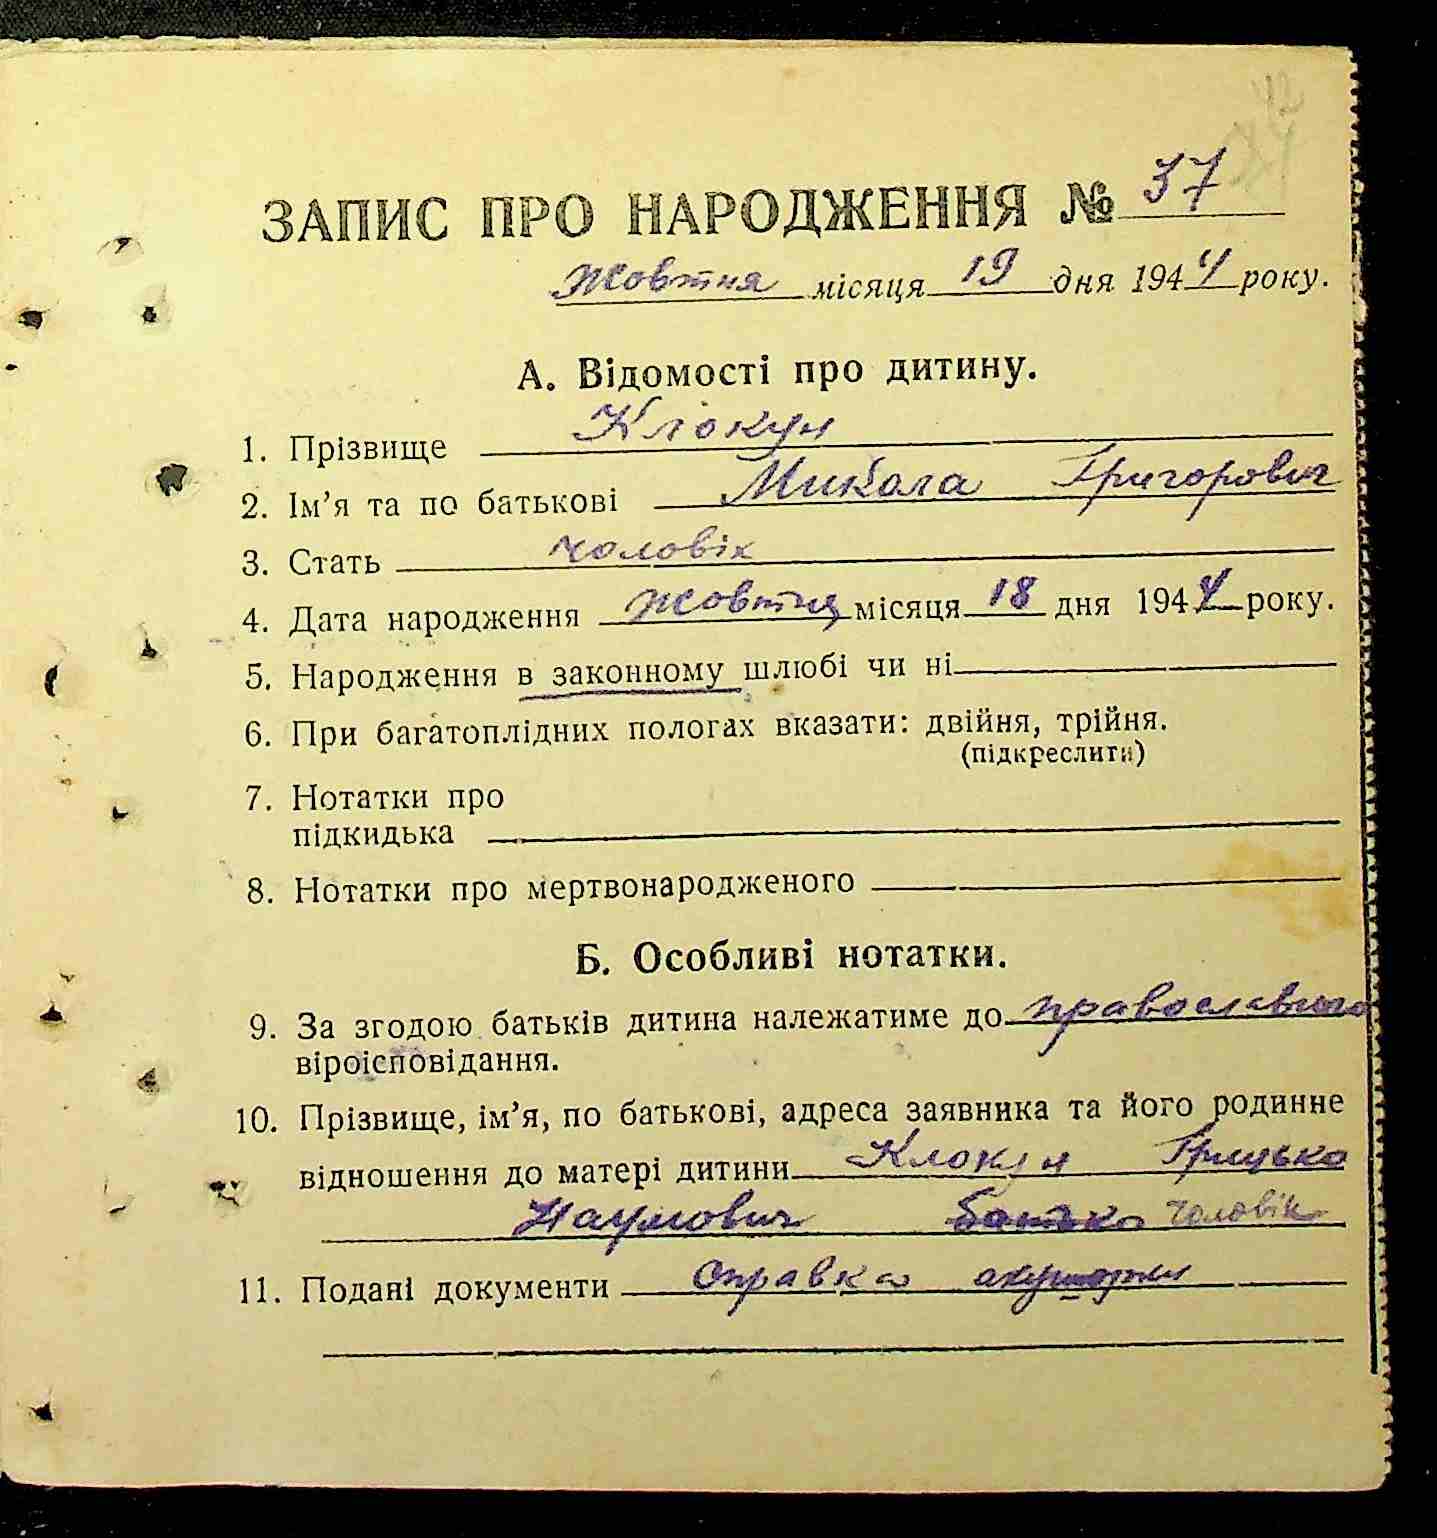 ЗАПИС ПРО НАРОДЖЕННЯ № 37
Жовтня місяця 19 дня 1944 року.
А. Відомості про дитину.
1. Прізвище Клокун
2. Ім’я та по батькові Микола Григорович
3. Стать чоловік
4. Дата народження жовтня місяця 18 дня 1944 року.
5. Народження в законному шлюбі чи ні
6. При багатоплідних пологах вказати: двійня, трійня.
(підкреслити)
7. Нотатки про
підкидька
8. Нотатки про мертвонародженого
Б. Особливі нотатки.
9. За згодою батьків дитина належатиме до православного
віроісповідання.
10. Прізвище, ім’я, по батькові, адреса заявника та його родинне
відношення до матері дитини Клокун Грицько
Наумович батько чоловік
11. Подані документи Справка акушорки